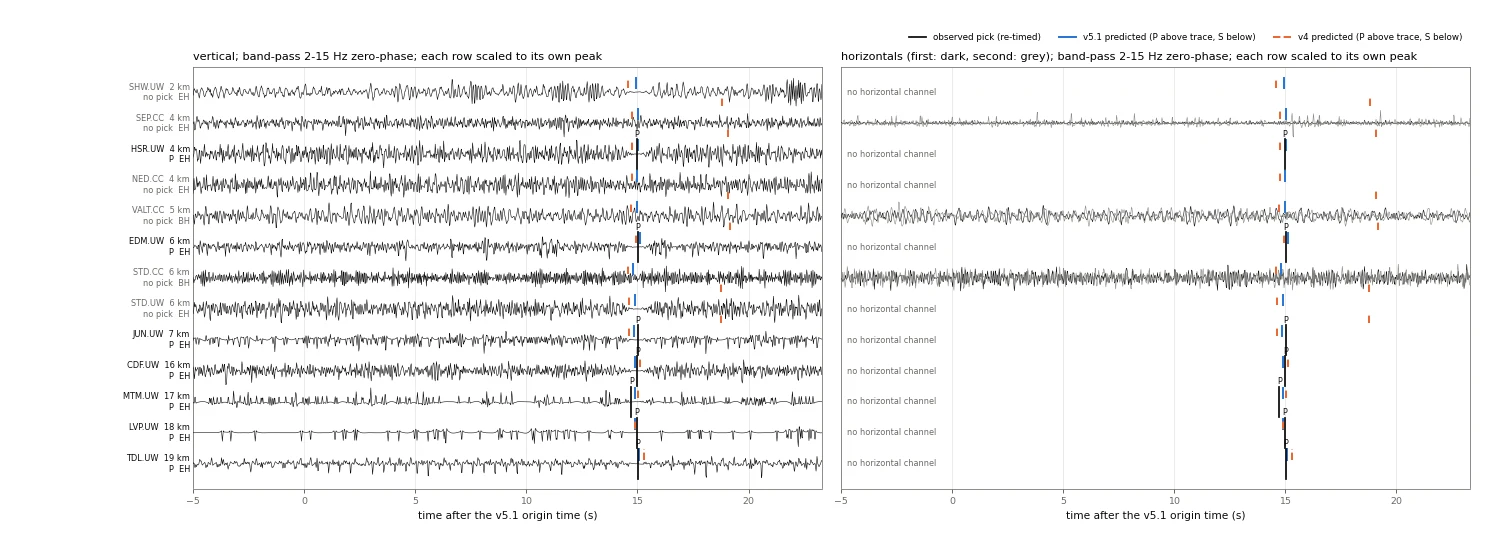 observed pick (re-timed)
v5.1 predicted (P above trace, S below)
v4 predicted (P above trace, S below)
vertical; band-pass 2-15 Hz zero-phase; each row scaled to its own peak
horizontals (first: dark, second: grey); band-pass 2-15 Hz zero-phase; each row scaled to its own peak
SHW.UW 2 km
no pick EH
SEP.CC 4 km
no pick EH
HSR.UW 4 km
P EH
NED.CC 4 km
no pick EH
VALT.CC 5 km
no pick BH
EDM.UW 6 km
P EH
STD.CC 6 km
no pick BH
STD.UW 6 km
no pick EH
JUN.UW 7 km
P EH
CDF.UW 16 km
P EH
MTM.UW 17 km
P EH
LVP.UW 18 km
P EH
TDL.UW 19 km
P EH
P
P
P
P
P
P
P
−5
0
5
10
15
20
time after the v5.1 origin time (s)
no horizontal channel
no horizontal channel
no horizontal channel
no horizontal channel
no horizontal channel
no horizontal channel
no horizontal channel
no horizontal channel
no horizontal channel
no horizontal channel
P
P
P
P
P
P
P
−5
0
5
10
15
20
time after the v5.1 origin time (s)